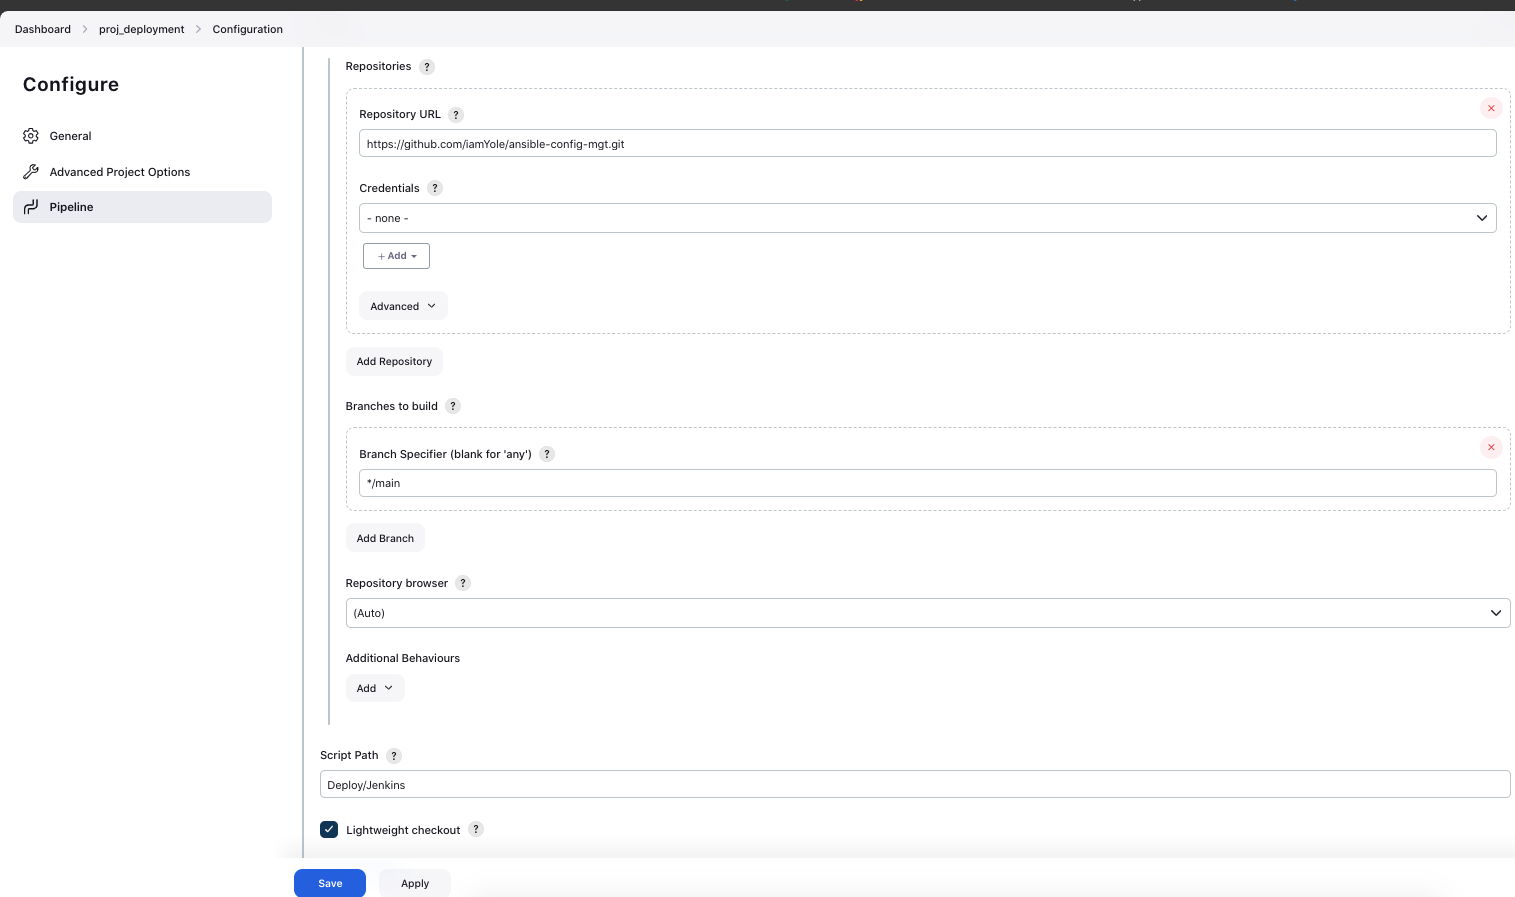 Dashboard > proj_deployment > Configuration
Configure
General
Advanced Project Options
Pipeline
Repositories ?
Repository URL ?
https://github.com/iamYole/ansible-config-mgt.git
Credentials ?
- none -
+ Add
Advanced
Add Repository
Branches to build ?
Branch Specifier (blank for 'any') ?
*/main
Add Branch
Repository browser ?
(Auto)
Additional Behaviours
Add
Script Path ?
Deploy/Jenkins
Lightweight checkout ?
Save Apply